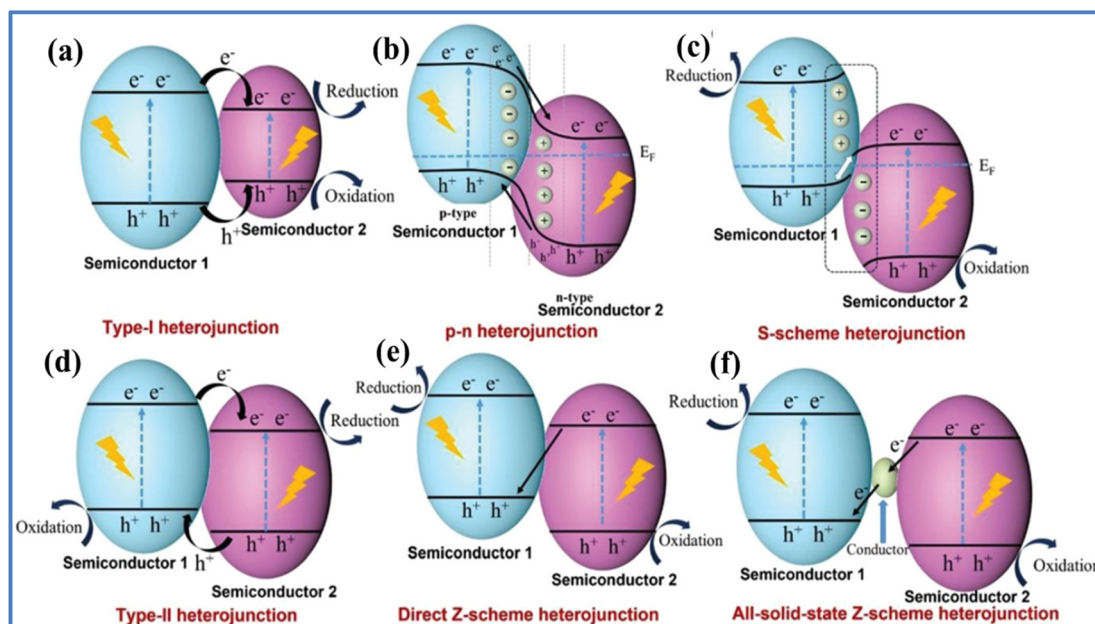 (a)
e⁻
e⁻ e⁻
e⁻ e⁻
Reduction
h⁺ h⁺
h⁺ h⁺
Oxidation
h⁺
Semiconductor 2
Semiconductor 1
Type-I heterojunction
(b)
e⁻ e⁻
e⁻
e⁻ e⁻
e⁻ e⁻
- - - -
+ + + +
E_F
h⁺ h⁺
p-type
Semiconductor 1
h⁺ h⁺
n-type
Semiconductor 2
p-n heterojunction
(c)
Reduction
e⁻ e⁻
+ + +
e⁻ e⁻
E_F
- - -
h⁺ h⁺
Semiconductor 1
h⁺ h⁺
Oxidation
Semiconductor 2
S-scheme heterojunction
(d)
e⁻
e⁻ e⁻
e⁻ e⁻
Reduction
Oxidation
h⁺ h⁺
h⁺ h⁺
Semiconductor 1
h⁺
Semiconductor 2
Type-II heterojunction
(e)
Reduction
e⁻ e⁻
e⁻ e⁻
h⁺ h⁺
h⁺ h⁺
Oxidation
Semiconductor 1
Semiconductor 2
Direct Z-scheme heterojunction
(f)
Reduction
e⁻ e⁻
e⁻ e⁻
e⁻
e⁻
h⁺ h⁺
h⁺ h⁺
Conductor
Oxidation
Semiconductor 1
Semiconductor 2
All-solid-state Z-scheme heterojunction